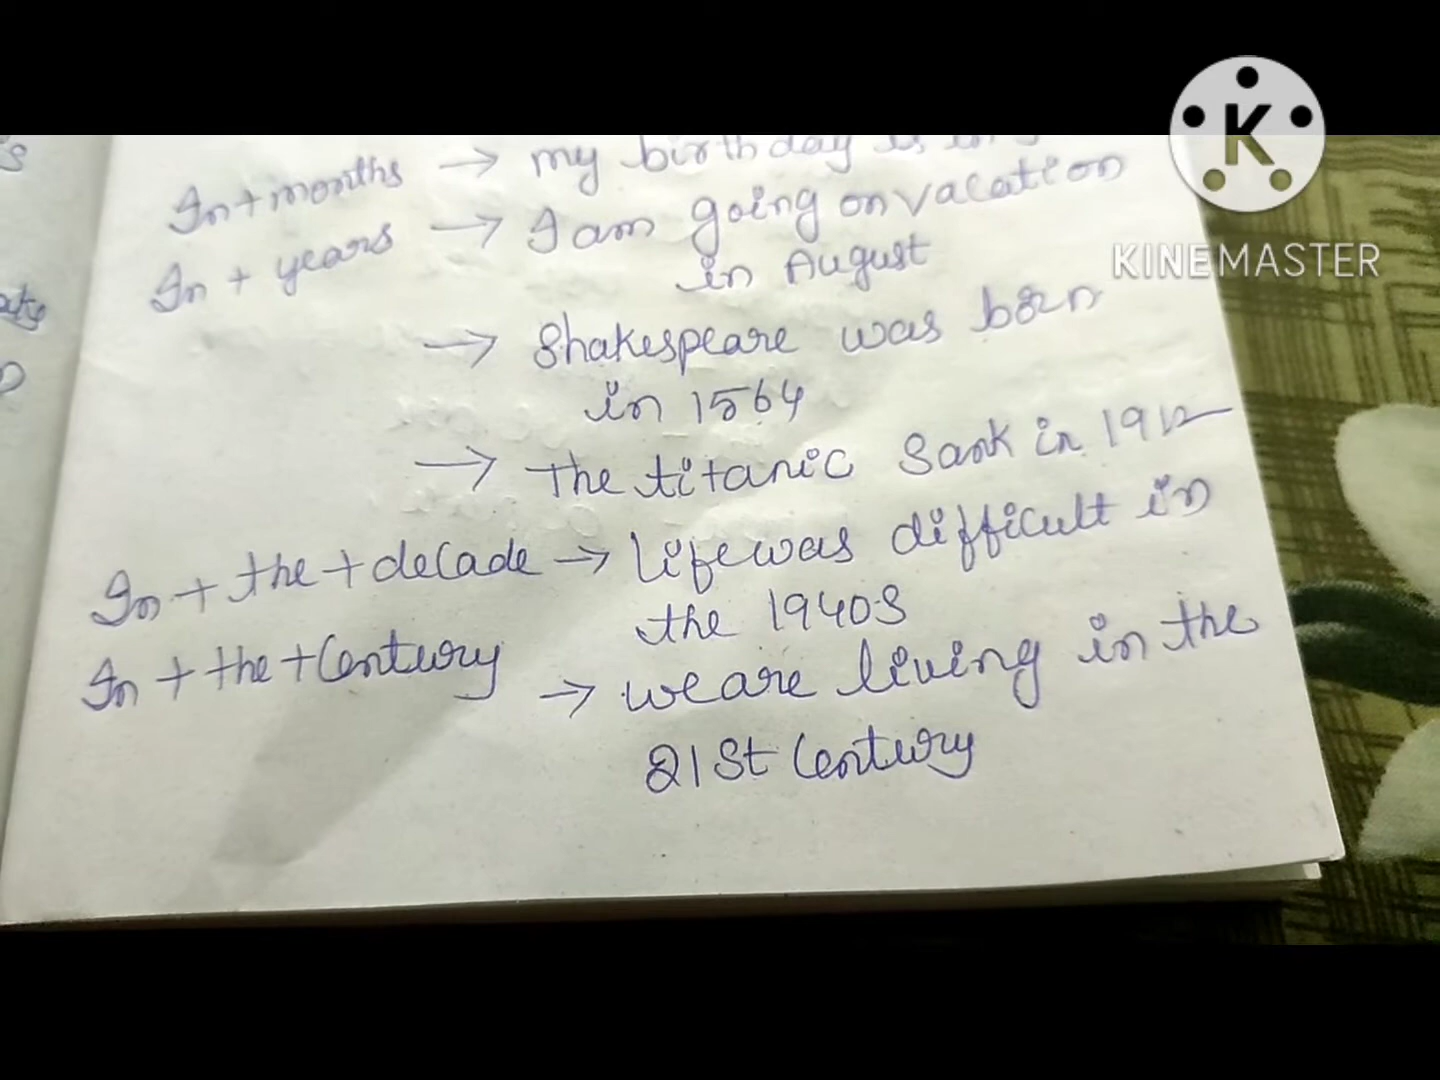 In + months → my birthday is in
In + years → I am going on vacation
in August
→ Shakespeare was born
in 1564
→ The titanic Sank in 1912
In + the + decade → life was difficult in
the 1940s
In + the + Century → we are living in the
21st Century
K
KINEMASTER